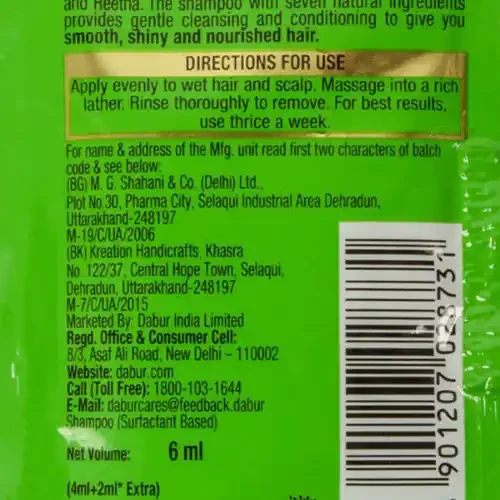 and Reetha. The shampoo with seven natural ingredients
provides gentle cleansing and conditioning to give you
smooth, shiny and nourished hair.
DIRECTIONS FOR USE
Apply evenly to wet hair and scalp. Massage into a rich
lather. Rinse thoroughly to remove. For best results,
use thrice a week.
For name & address of the Mfg. unit read first two characters of batch
code & see below:
(BG) M. G. Shahani & Co. (Delhi) Ltd.,
Plot No.30, Pharma City, Selaqui Industrial Area Dehradun,
Uttarakhand-248197
M-19/C/UA/2006
(BK) Kreation Handicrafts, Khasra
No. 122/37, Central Hope Town, Selaqui,
Dehradun, Uttarakhand-248197
M-7/C/UA/2015
Marketed By: Dabur India Limited
Regd. Office & Consumer Cell:
8/3, Asaf Ali Road, New Delhi – 110002
Website: dabur.com
Call (Toll Free): 1800-103-1644
E-Mail: daburcares@feedback.dabur
Shampoo (Surfactant Based)
Net Volume: 6 ml
(4ml+2ml* Extra)
901207 028731